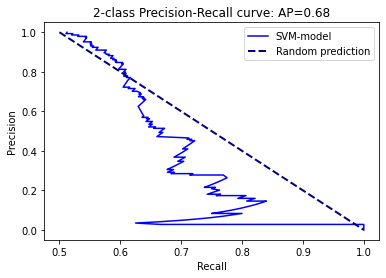 2-class Precision-Recall curve: AP=0.68
SVM-model
Random prediction
Precision
1.0
0.8
0.6
0.4
0.2
0.0
0.5
0.6
0.7
0.8
0.9
1.0
Recall